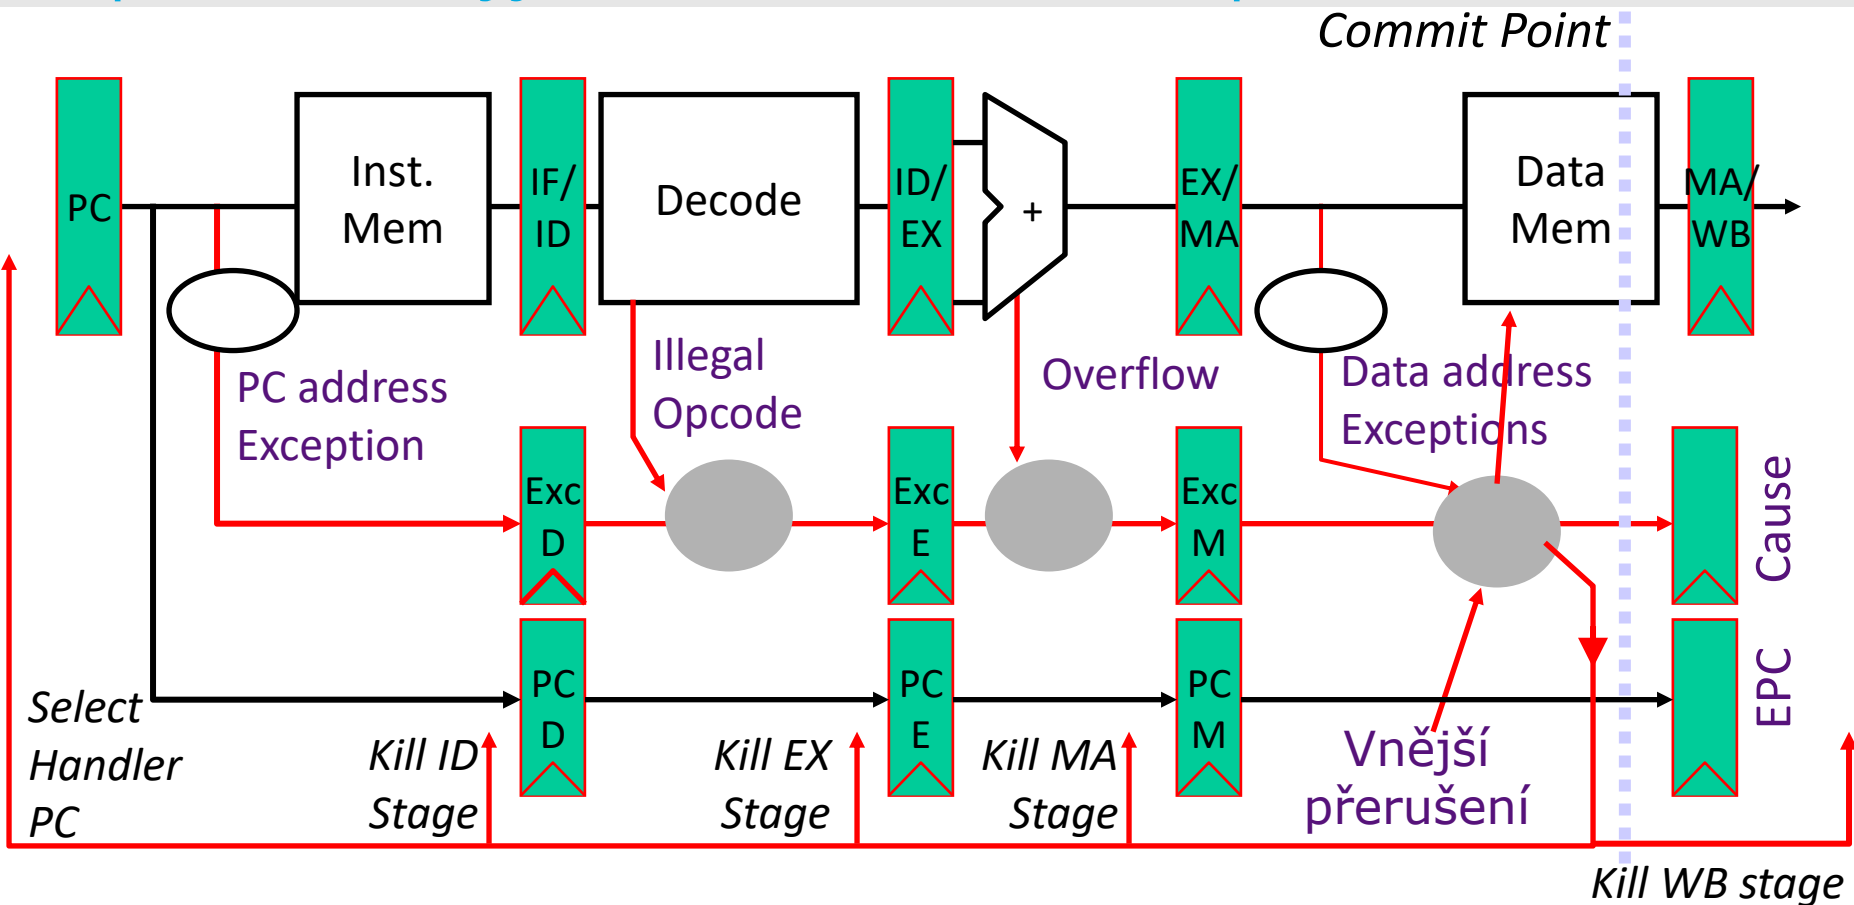 Commit Point
PC
Inst.
Mem
IF/
ID
Decode
ID/
EX
+
EX/
MA
Data
Mem
MA/
WB
PC address
Exception
Illegal
Opcode
Overflow
Data address
Exceptions
Exc
D
Exc
E
Exc
M
Cause
PC
D
PC
E
PC
M
EPC
Select
Handler
PC
Kill ID
Stage
Kill EX
Stage
Kill MA
Stage
Vnější
přerušení
Kill WB stage